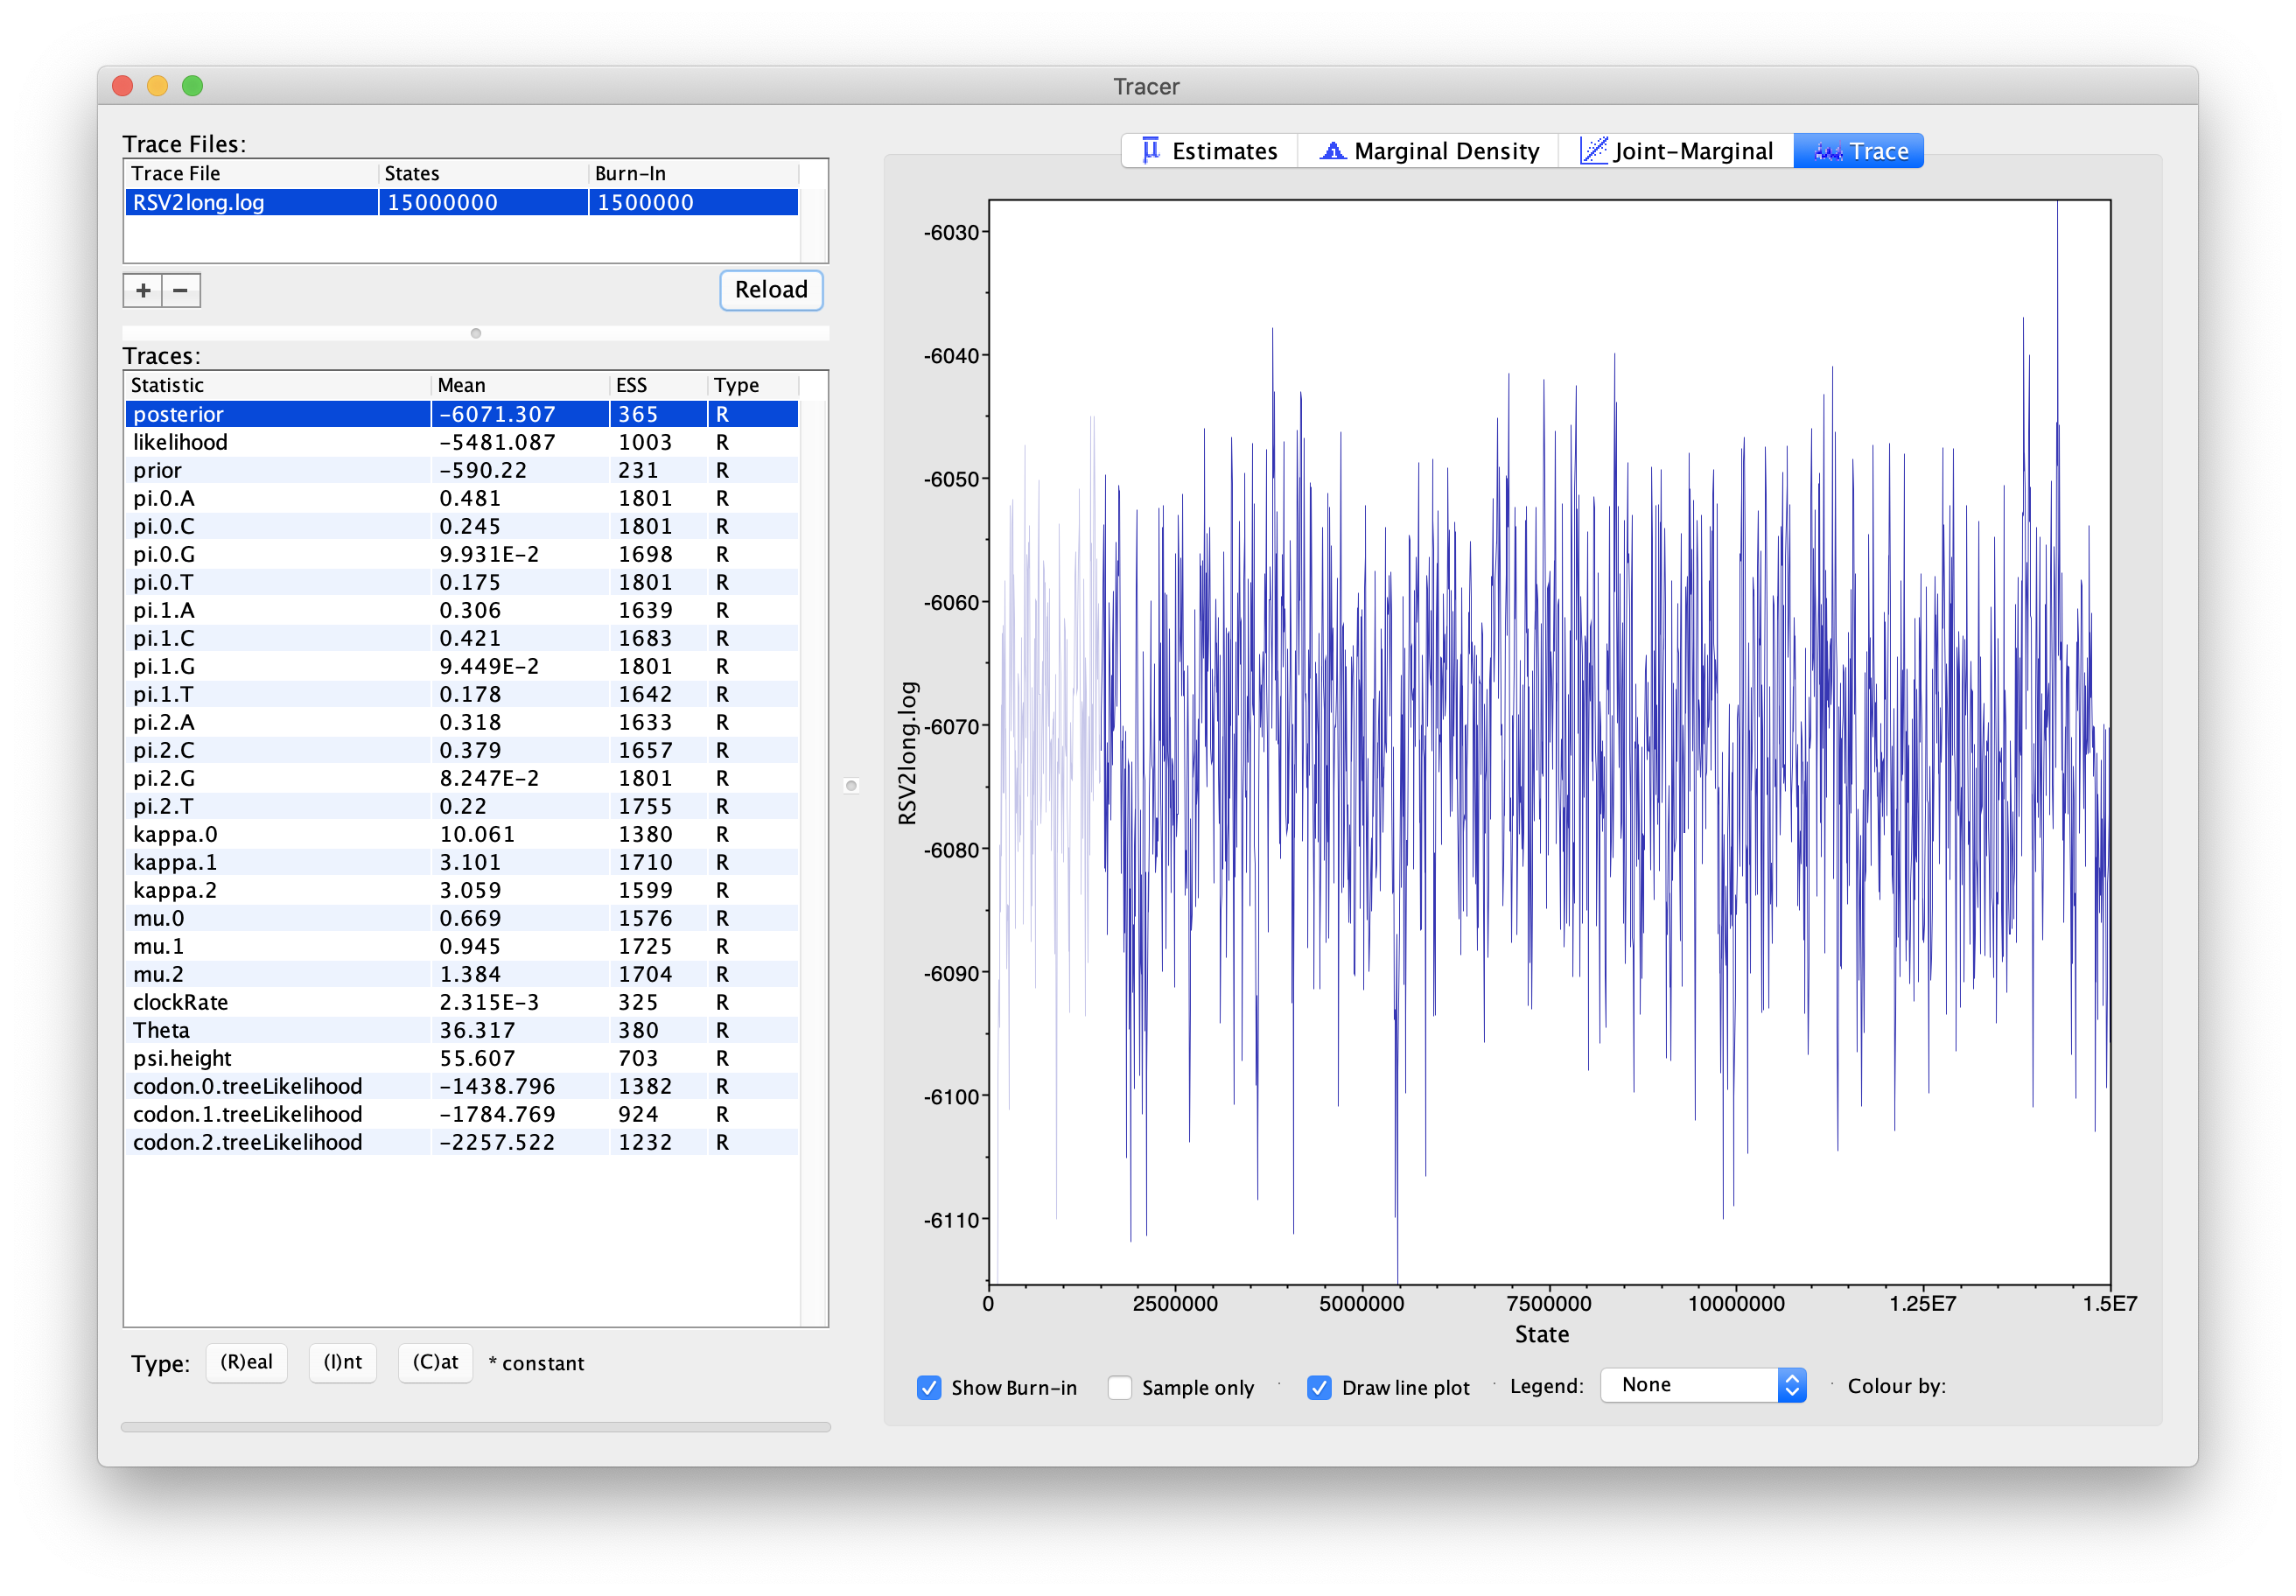 Tracer
Trace Files:
Trace File States Burn-In
RSV2long.log 15000000 1500000
+ −
Reload
Traces:
Statistic Mean ESS Type
posterior -6071.307 365 R
likelihood -5481.087 1003 R
prior -590.22 231 R
pi.0.A 0.481 1801 R
pi.0.C 0.245 1801 R
pi.0.G 9.931E-2 1698 R
pi.0.T 0.175 1801 R
pi.1.A 0.306 1639 R
pi.1.C 0.421 1683 R
pi.1.G 9.449E-2 1801 R
pi.1.T 0.178 1642 R
pi.2.A 0.318 1633 R
pi.2.C 0.379 1657 R
pi.2.G 8.247E-2 1801 R
pi.2.T 0.22 1755 R
kappa.0 10.061 1380 R
kappa.1 3.101 1710 R
kappa.2 3.059 1599 R
mu.0 0.669 1576 R
mu.1 0.945 1725 R
mu.2 1.384 1704 R
clockRate 2.315E-3 325 R
Theta 36.317 380 R
psi.height 55.607 703 R
codon.0.treeLikelihood -1438.796 1382 R
codon.1.treeLikelihood -1784.769 924 R
codon.2.treeLikelihood -2257.522 1232 R
Type: (R)eal (I)nt (C)at * constant
μ Estimates Marginal Density Joint-Marginal Trace
-6030
-6040
-6050
-6060
-6070
-6080
-6090
-6100
-6110
RSV2long.log
0 2500000 5000000 7500000 10000000 1.25E7 1.5E7
State
Show Burn-in Sample only Draw line plot Legend: None Colour by: